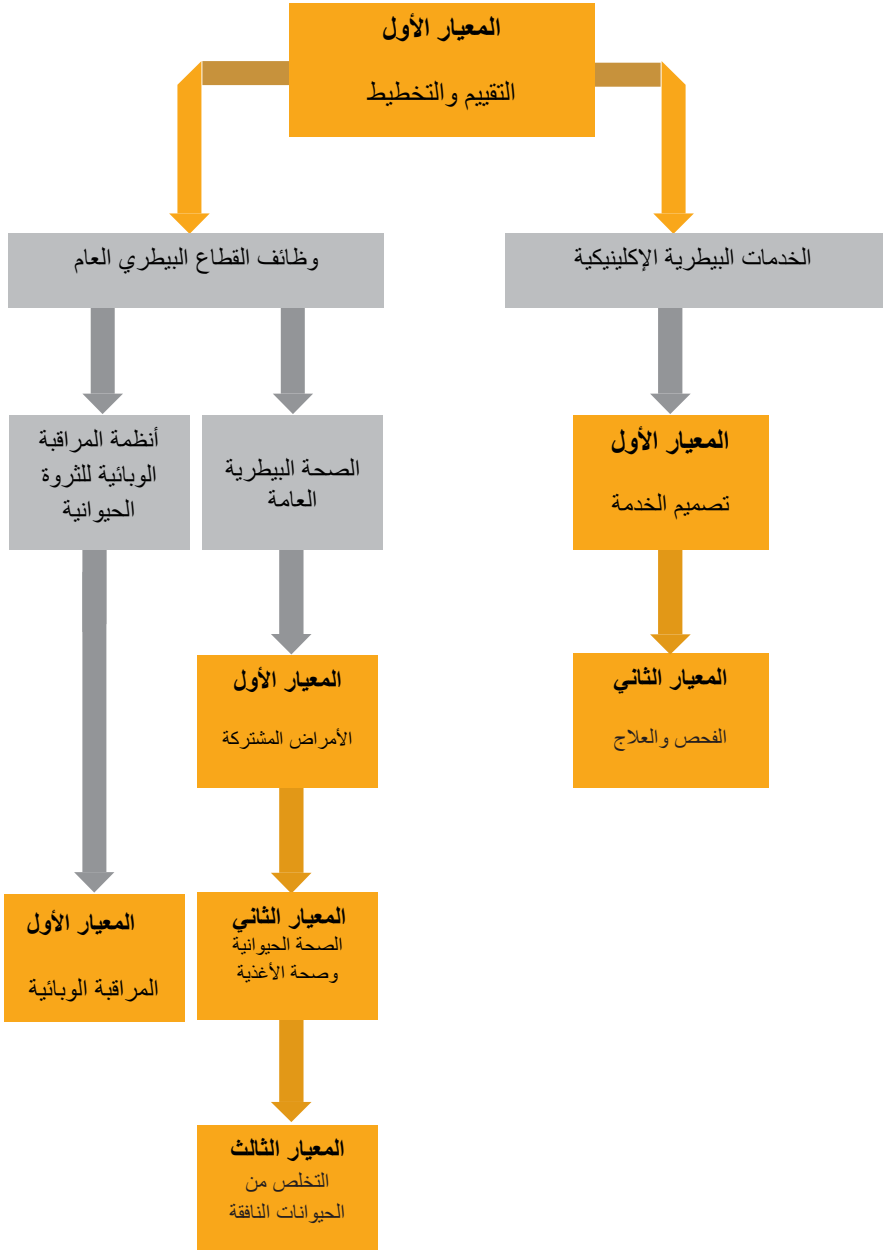 المعيار الأول
التقييم والتخطيط
الخدمات البيطرية الإكلينيكية
وظائف القطاع البيطري العام
المعيار الأول
تصميم الخدمة
المعيار الثاني
الفحص والعلاج
الصحة البيطرية
العامة
المعيار الأول
الأمراض المشتركة
المعيار الثاني
الصحة الحيوانية
وصحة الأغذية
المعيار الثالث
التخلص من
الحيوانات النافقة
أنظمة المراقبة
الوبائية للثروة
الحيوانية
المعيار الأول
المراقبة الوبائية